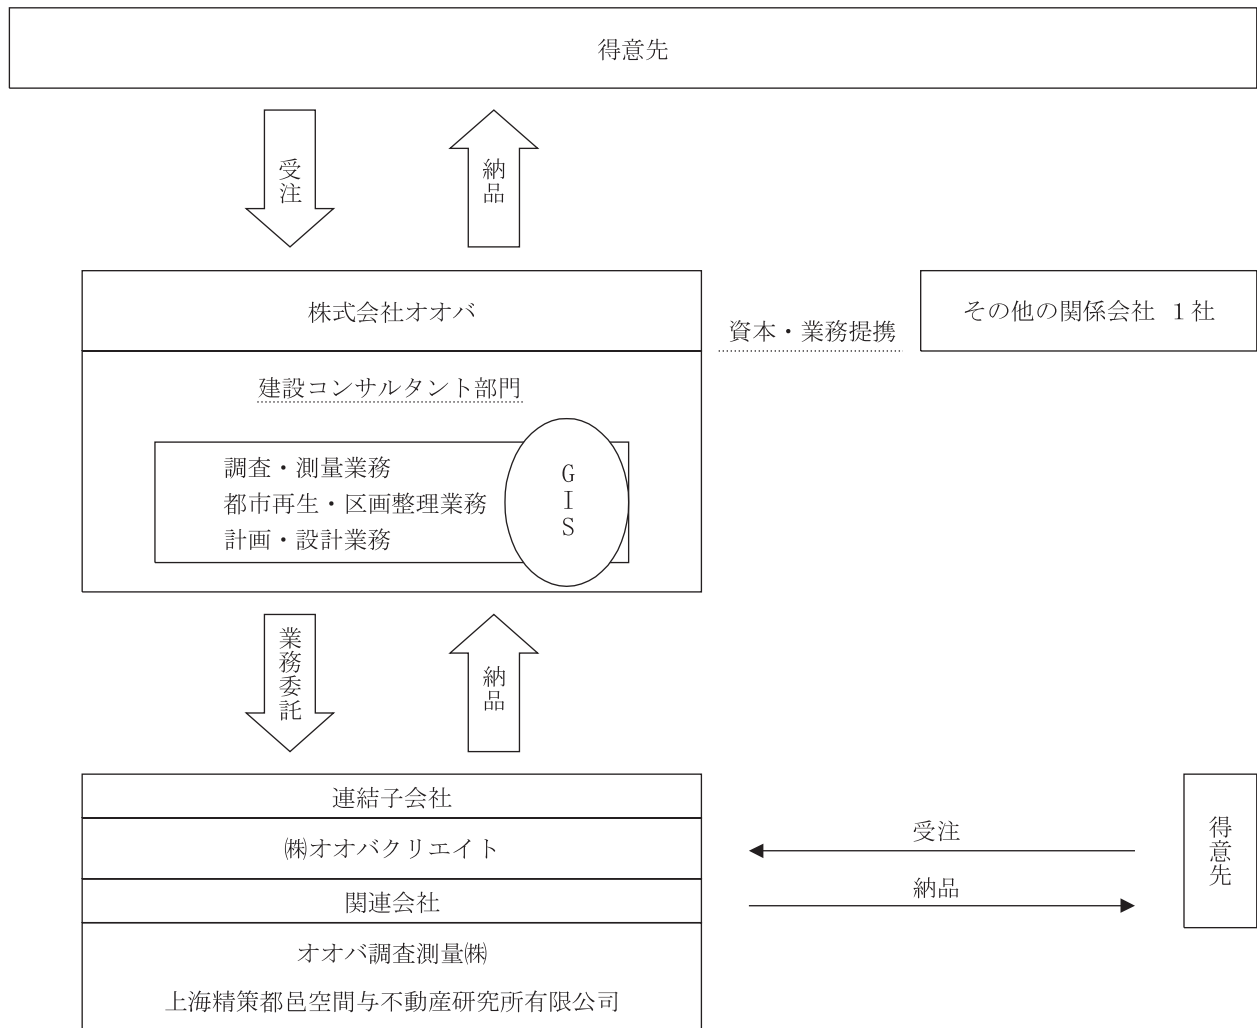 得意先
受注
納品
株式会社オオバ
資本・業務提携
その他の関係会社 1社
建設コンサルタント部門
調査・測量業務
都市再生・区画整理業務
計画・設計業務
GIS
業務委託
納品
連結子会社
㈱オオバクリエイト
関連会社
オオバ調査測量㈱
上海精策都邑空間与不動産研究所有限公司
受注
納品
得意先